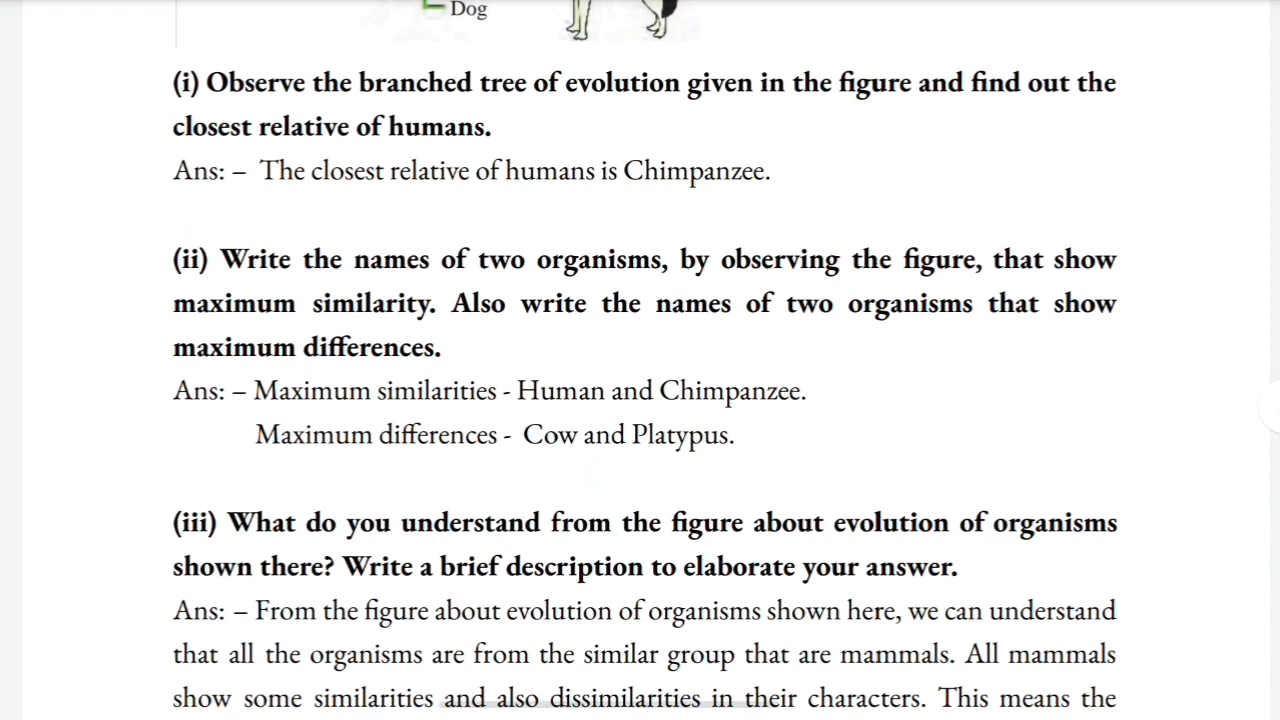 Dog
(i) Observe the branched tree of evolution given in the figure and find out the
closest relative of humans.
Ans: – The closest relative of humans is Chimpanzee.
(ii) Write the names of two organisms, by observing the figure, that show
maximum similarity. Also write the names of two organisms that show
maximum differences.
Ans: – Maximum similarities - Human and Chimpanzee.
Maximum differences - Cow and Platypus.
(iii) What do you understand from the figure about evolution of organisms
shown there? Write a brief description to elaborate your answer.
Ans: – From the figure about evolution of organisms shown here, we can understand
that all the organisms are from the similar group that are mammals. All mammals
show some similarities and also dissimilarities in their characters. This means the